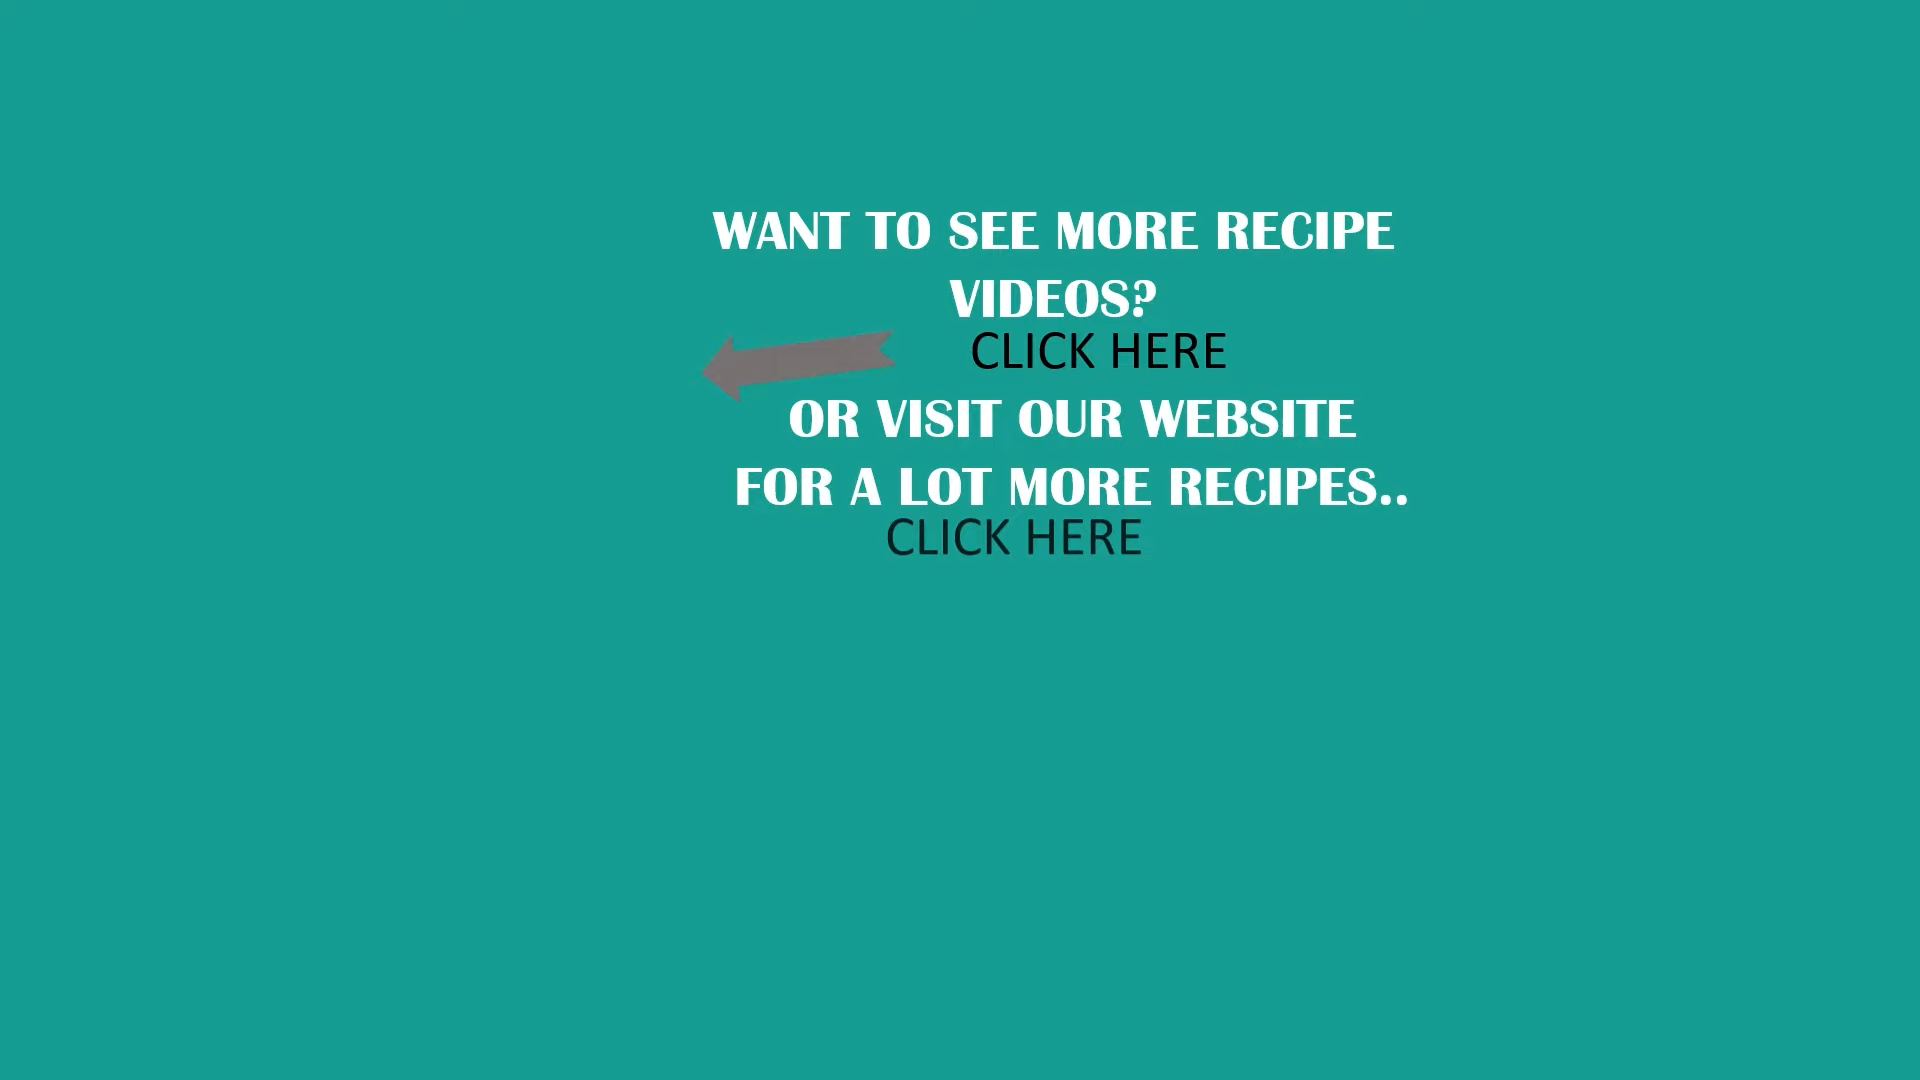 WANT TO SEE MORE RECIPE
VIDEOS?
CLICK HERE
OR VISIT OUR WEBSITE
FOR A LOT MORE RECIPES..
CLICK HERE